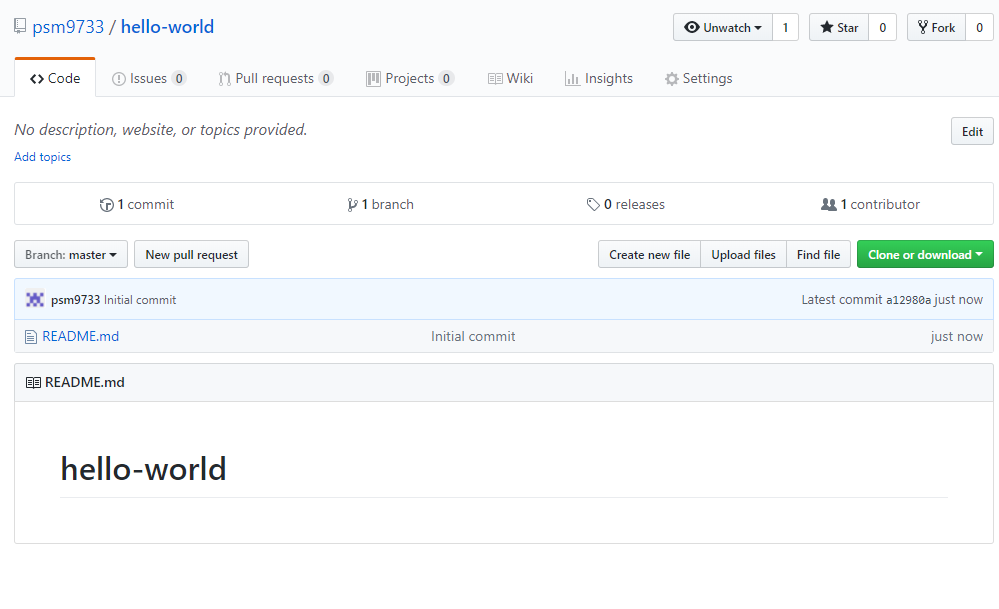 psm9733 / hello-world Unwatch 1 Star 0 Fork 0
Code Issues 0 Pull requests 0 Projects 0 Wiki Insights Settings
No description, website, or topics provided. Edit
Add topics
1 commit 1 branch 0 releases 1 contributor
Branch: master New pull request Create new file Upload files Find file Clone or download
psm9733 Initial commit Latest commit a12980a just now
README.md Initial commit just now
README.md
hello-world